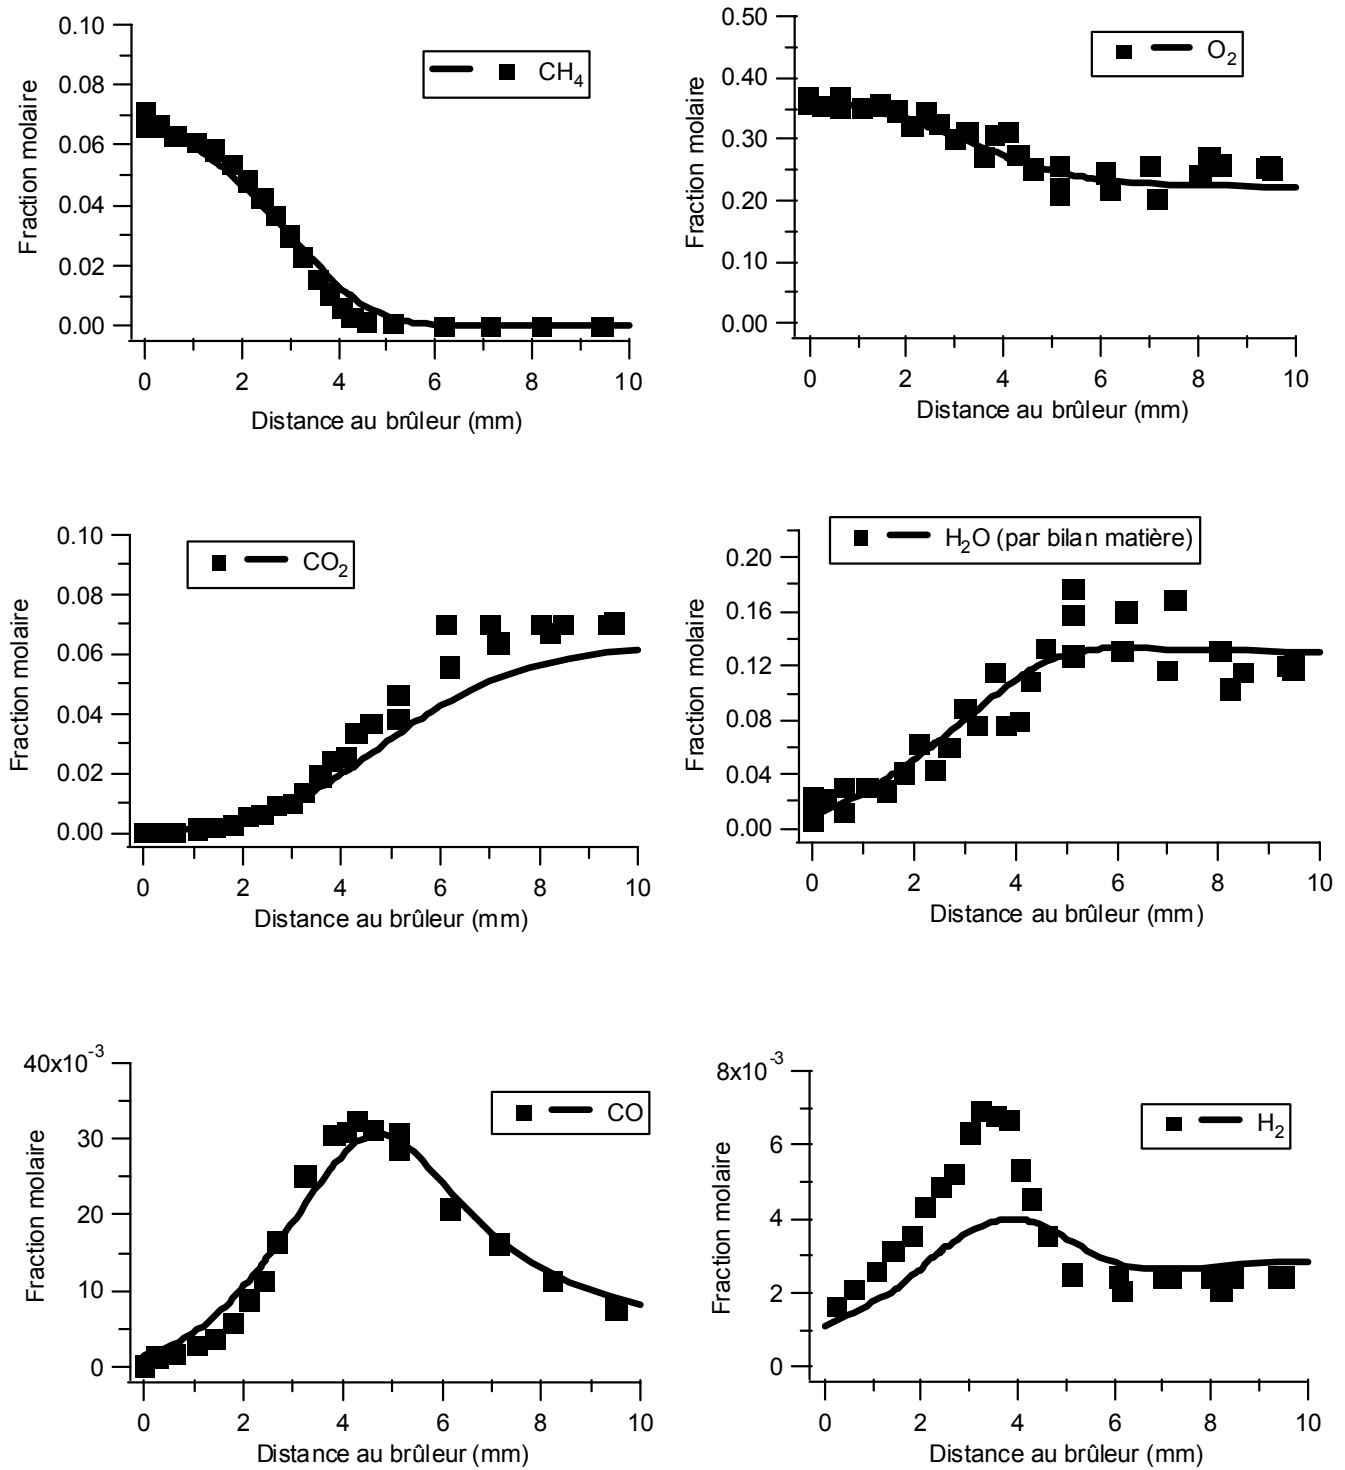 0.10
0.08
0.06
0.04
0.02
0.00
Fraction molaire
CH4
0 2 4 6 8 10
Distance au brûleur (mm)
0.50
0.40
0.30
0.20
0.10
0.00
Fraction molaire
O2
0 2 4 6 8 10
Distance au brûleur (mm)
0.10
0.08
0.06
0.04
0.02
0.00
Fraction molaire
CO2
0 2 4 6 8 10
Distance au brûleur (mm)
0.20
0.16
0.12
0.08
0.04
0.00
Fraction molaire
H2O (par bilan matière)
0 2 4 6 8 10
Distance au brûleur (mm)
40x10-3
30
20
10
0
Fraction molaire
CO
0 2 4 6 8 10
Distance au brûleur (mm)
8x10-3
6
4
2
0
Fraction molaire
H2
0 2 4 6 8 10
Distance au brûleur (mm)